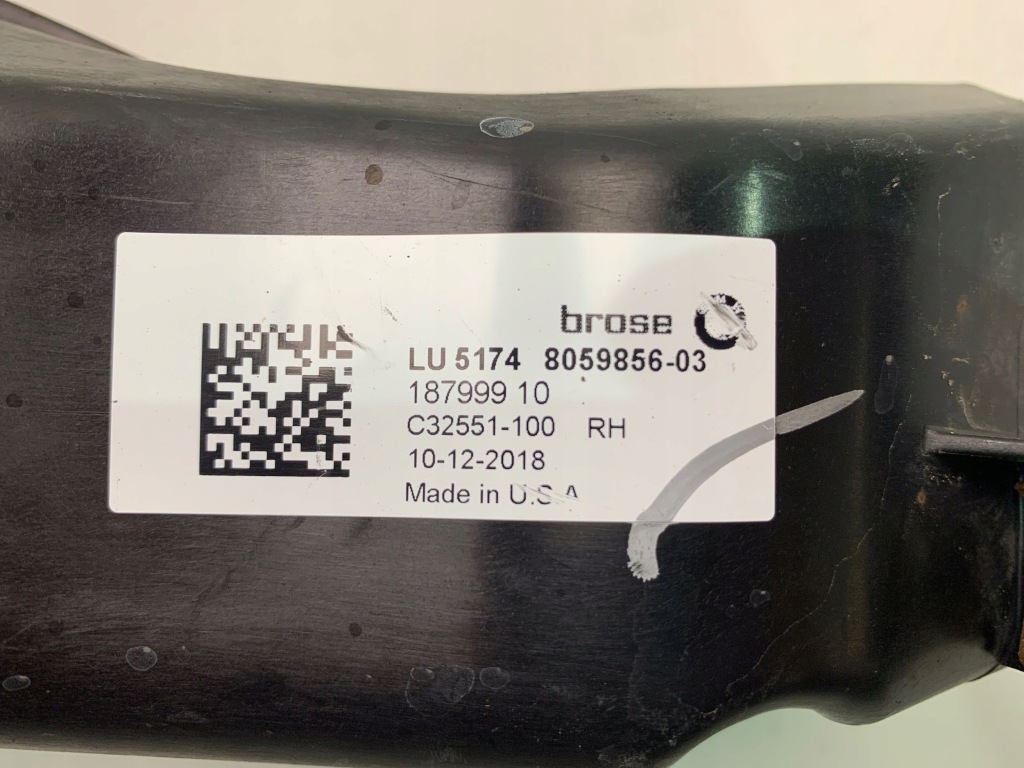 brose
LU 5174 8059856-03
187999 10
C32551-100 RH
10-12-2018
Made in U.S.A